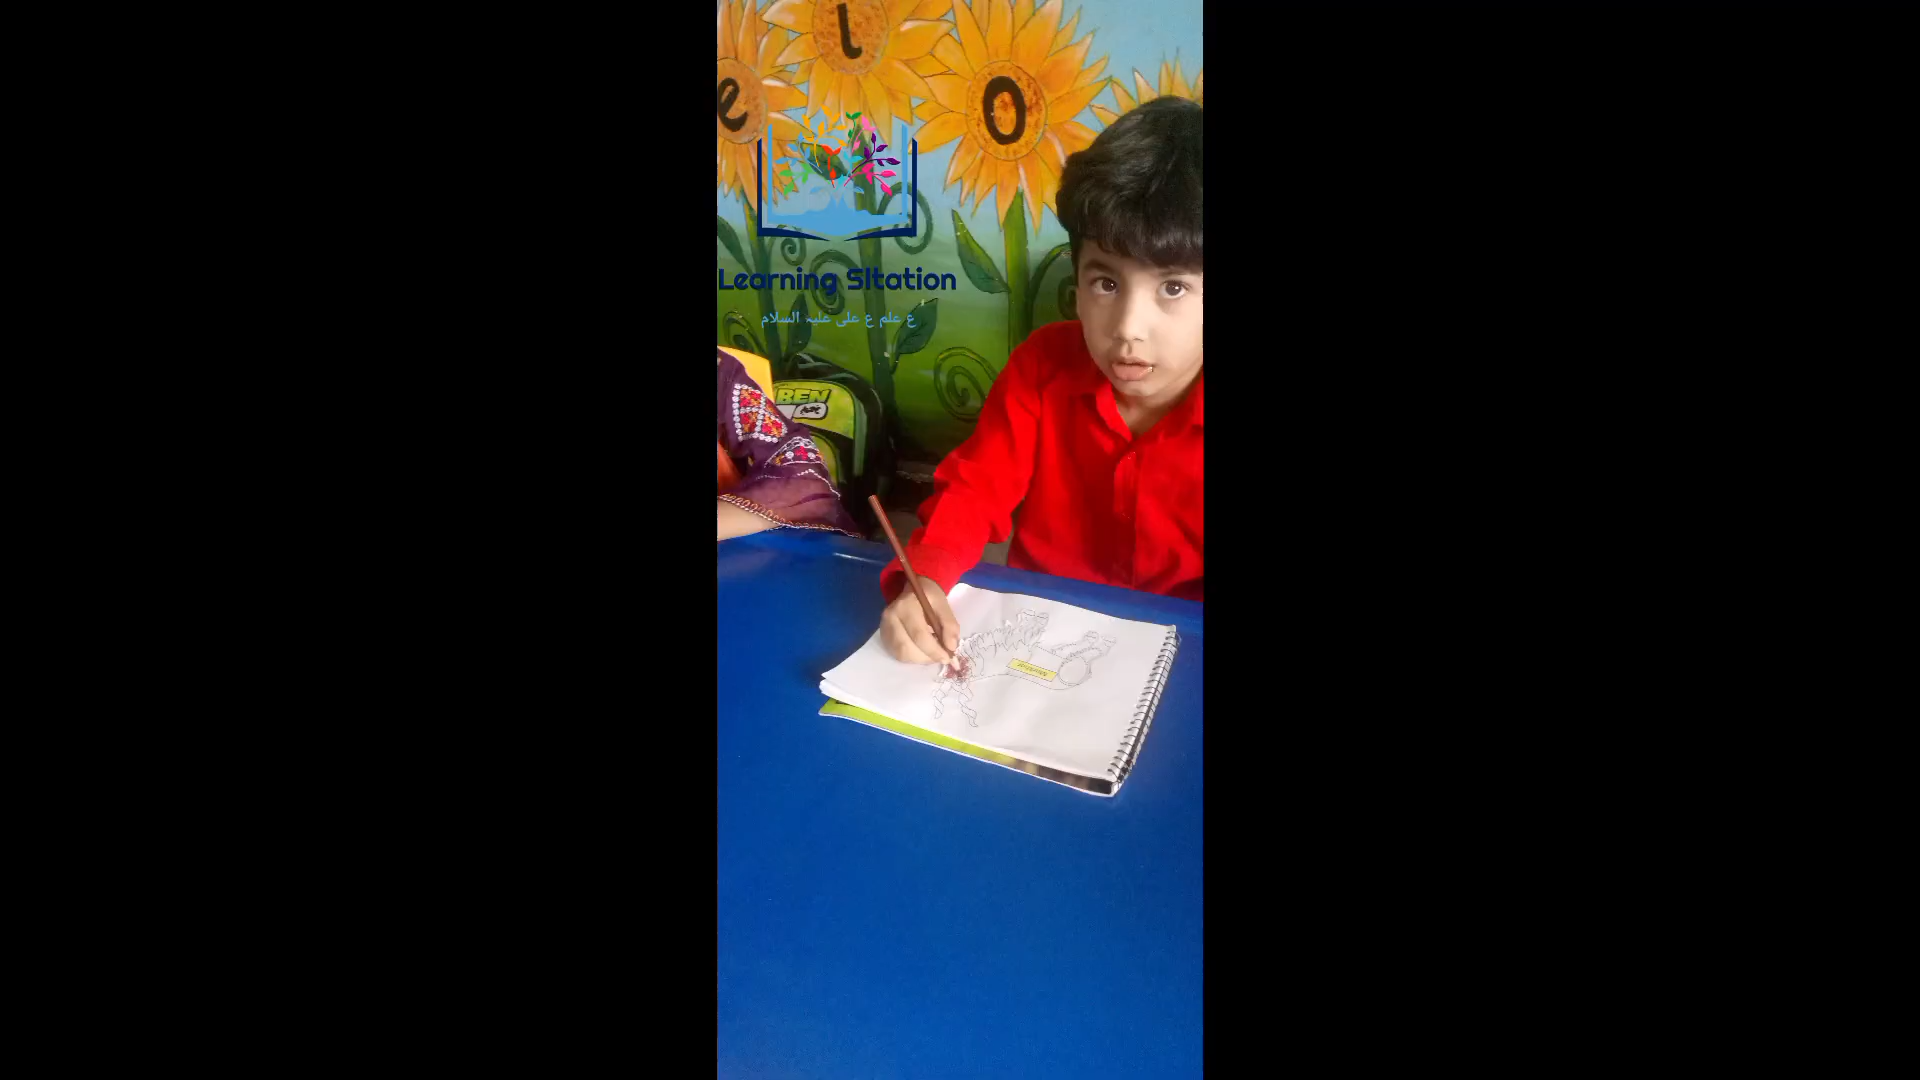 e
i
o
Learning SItation
ع علم ع علی علیہ السلام
BEN